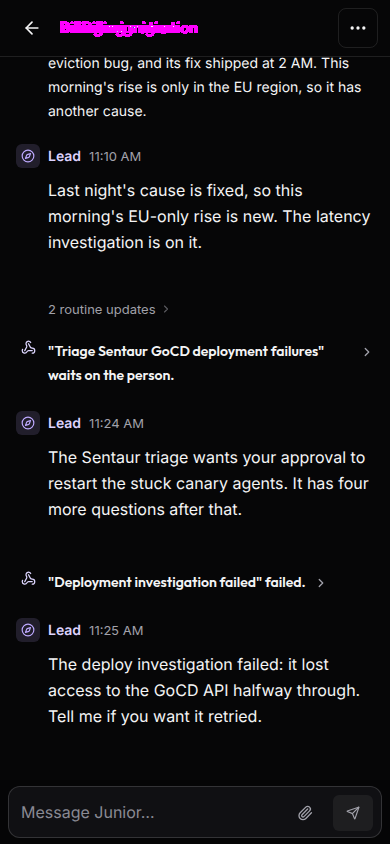 eviction bug, and its fix shipped at 2 AM. This
morning's rise is only in the EU region, so it has
another cause.
Lead 11:10 AM
Last night's cause is fixed, so this
morning's EU-only rise is new. The latency
investigation is on it.
2 routine updates
"Triage Sentaur GoCD deployment failures"
waits on the person.
Lead 11:24 AM
The Sentaur triage wants your approval to
restart the stuck canary agents. It has four
more questions after that.
"Deployment investigation failed" failed.
Lead 11:25 AM
The deploy investigation failed: it lost
access to the GoCD API halfway through.
Tell me if you want it retried.
Message Junior...